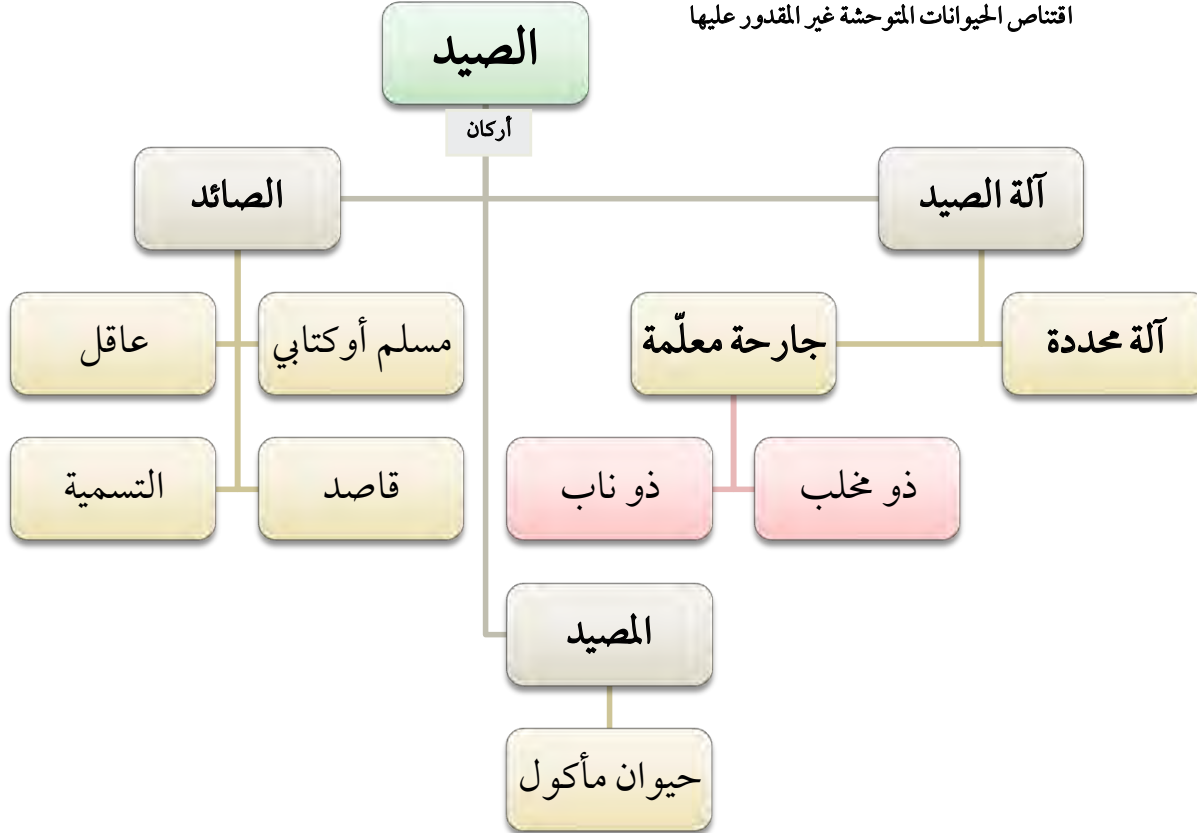 اقتناص الحيوانات المتوحشة غير المقدور عليها
الصيد
أركان
آلة الصيد
الصائد
آلة محددة
جارحة معلّمة
مسلم أوكتابي
عاقل
ذو مخلب
ذو ناب
قاصد
التسمية
المصيد
حيوان مأكول